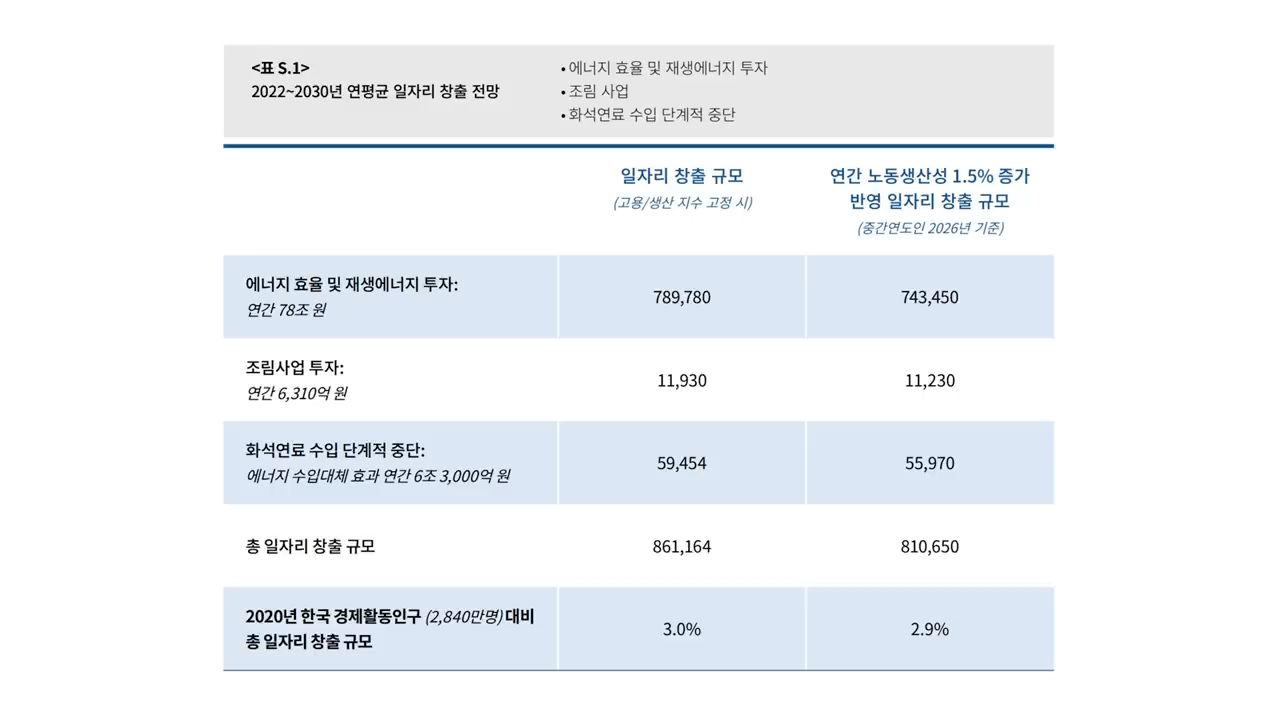 <표 S.1>
2022~2030년 연평균 일자리 창출 전망
• 에너지 효율 및 재생에너지 투자
• 조림 사업
• 화석연료 수입 단계적 중단
일자리 창출 규모
(고용/생산 지수 고정 시)
연간 노동생산성 1.5% 증가
반영 일자리 창출 규모
(중간연도인 2026년 기준)
에너지 효율 및 재생에너지 투자:
연간 78조 원
789,780
743,450
조림사업 투자:
연간 6,310억 원
11,930
11,230
화석연료 수입 단계적 중단:
에너지 수입대체 효과 연간 6조 3,000억 원
59,454
55,970
총 일자리 창출 규모
861,164
810,650
2020년 한국 경제활동인구 (2,840만명) 대비
총 일자리 창출 규모
3.0%
2.9%